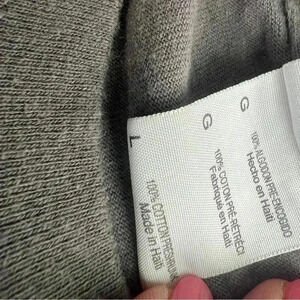 L
100% COTTON PRESHRUNK
Made in Haiti
G
100% COTON PRÉ-RÉTRÉCI
Fabriqué en Haïti
G
100% ALGODÓN PRE-ENCOGIDO
Hecho en Haití